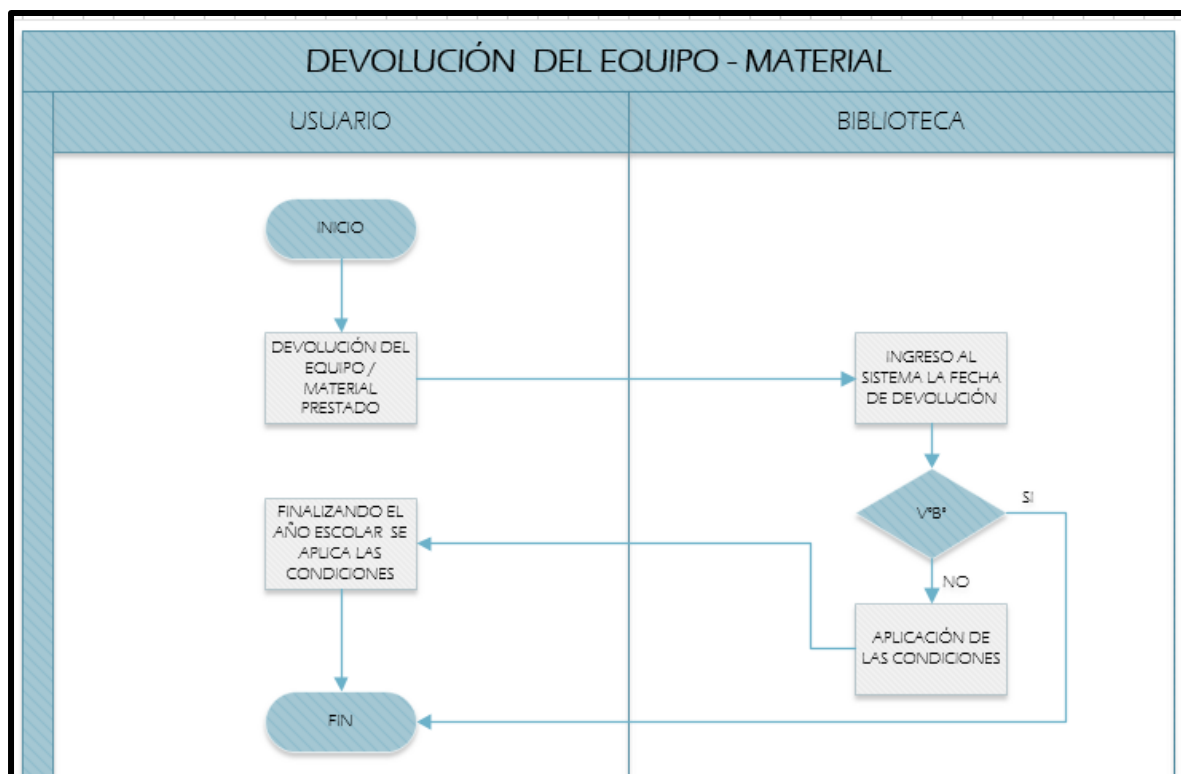 DEVOLUCIÓN DEL EQUIPO - MATERIAL
USUARIO
BIBLIOTECA
INICIO
DEVOLUCIÓN DEL
EQUIPO /
MATERIAL
PRESTADO
INGRESO AL
SISTEMA LA FECHA
DE DEVOLUCIÓN
V°B°
SI
NO
APLICACIÓN DE
LAS CONDICIONES
FINALIZANDO EL
AÑO ESCOLAR SE
APLICA LAS
CONDICIONES
FIN